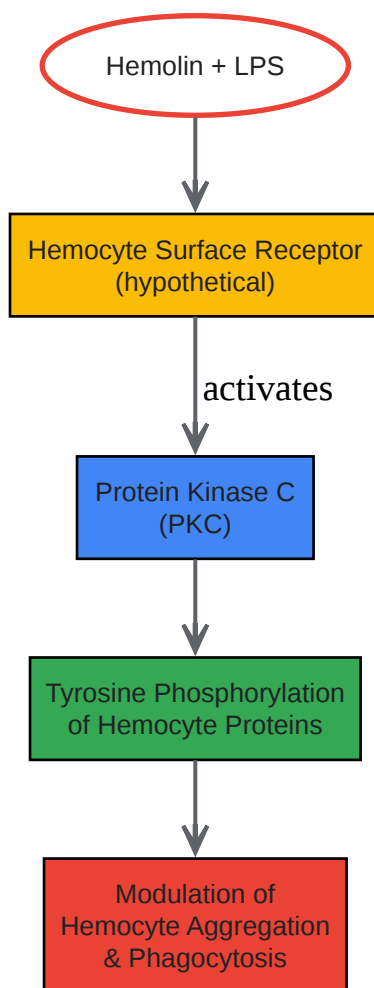 Hemolin + LPS
Hemocyte Surface Receptor
(hypothetical)
activates
Protein Kinase C
(PKC)
Tyrosine Phosphorylation
of Hemocyte Proteins
Modulation of
Hemocyte Aggregation
& Phagocytosis